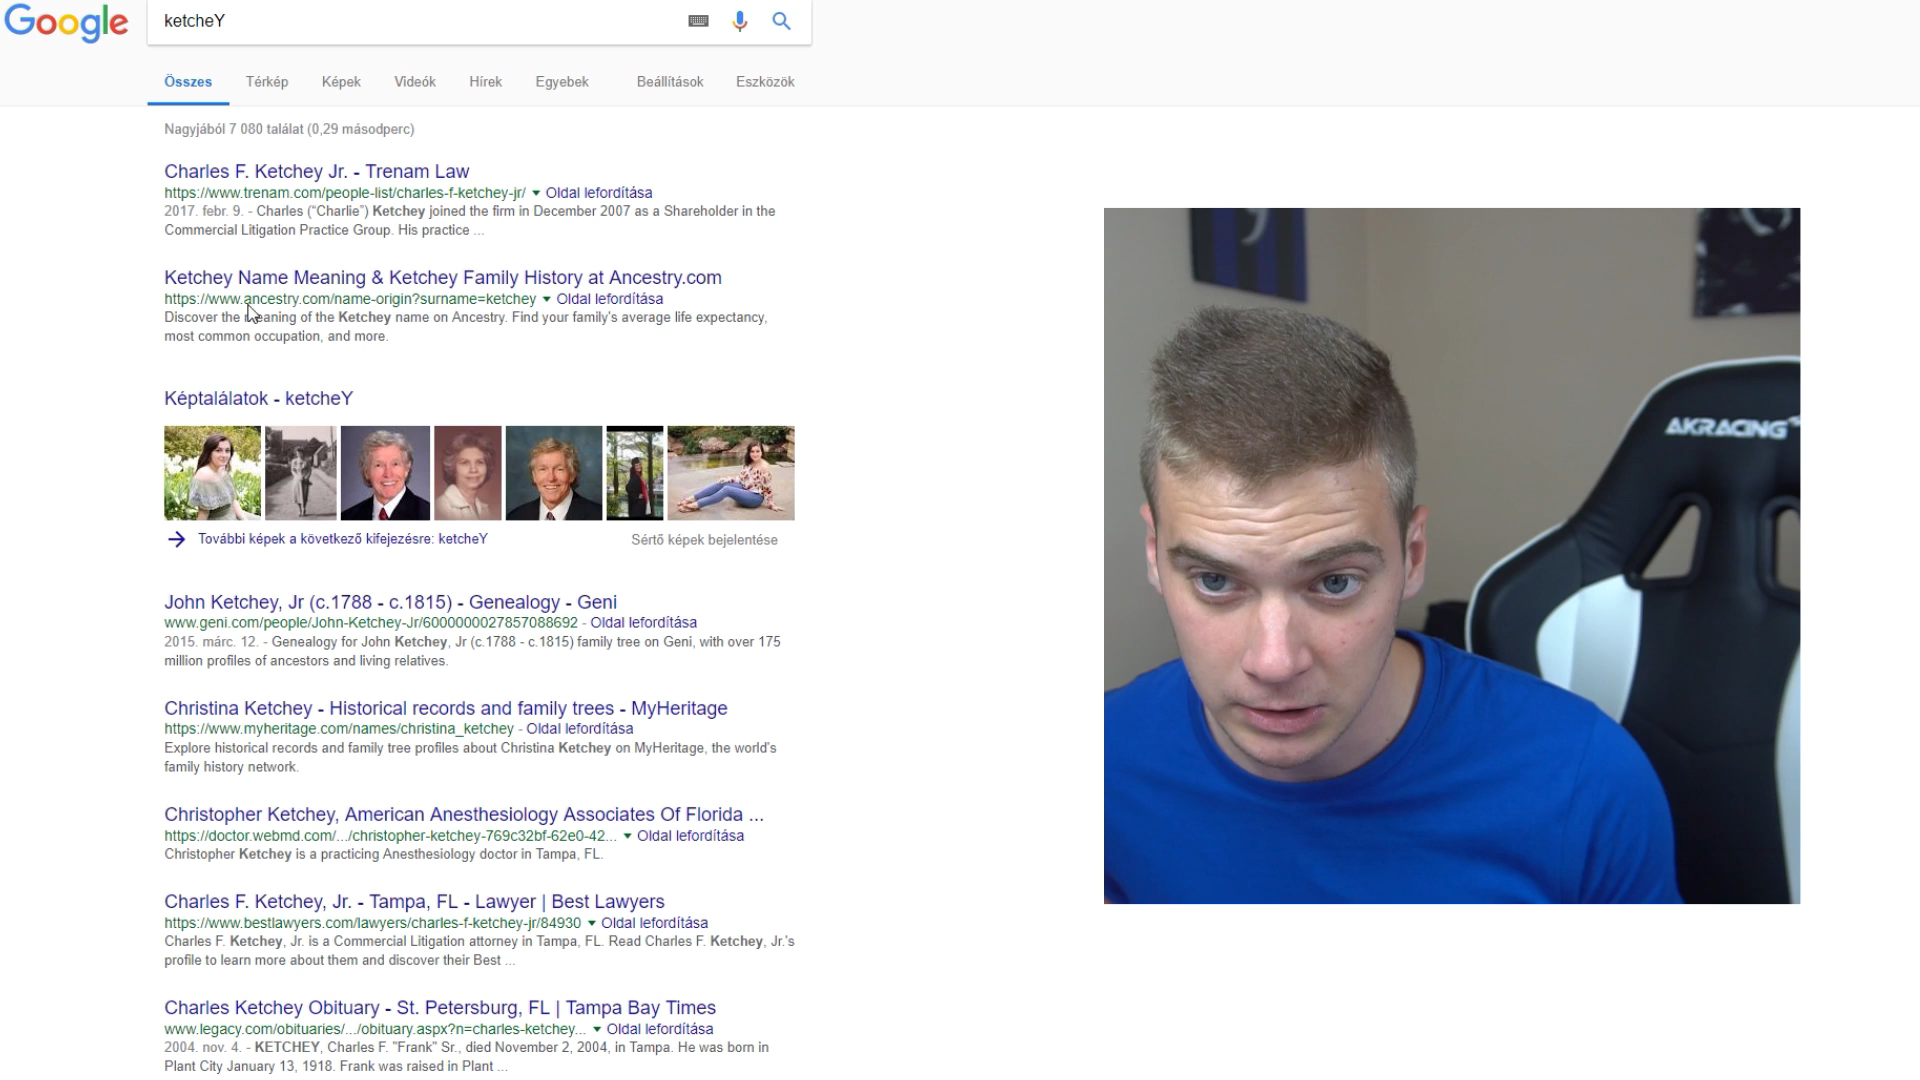 Google
ketcheY
Összes Térkép Képek Videók Hírek Egyebek Beállítások Eszközök
Nagyjából 7 080 találat (0,29 másodperc)
Charles F. Ketchey Jr. - Trenam Law
https://www.trenam.com/people-list/charles-f-ketchey-jr/ ▼ Oldal lefordítása
2017. febr. 9. - Charles (“Charlie”) Ketchey joined the firm in December 2007 as a Shareholder in the
Commercial Litigation Practice Group. His practice ...
Ketchey Name Meaning & Ketchey Family History at Ancestry.com
https://www.ancestry.com/name-origin?surname=ketchey ▼ Oldal lefordítása
Discover the meaning of the Ketchey name on Ancestry. Find your family's average life expectancy,
most common occupation, and more.
Képtalálatok - ketcheY
További képek a következő kifejezésre: ketcheY Sértő képek bejelentése
John Ketchey, Jr (c.1788 - c.1815) - Genealogy - Geni
www.geni.com/people/John-Ketchey-Jr/6000000027857088692 - Oldal lefordítása
2015. márc. 12. - Genealogy for John Ketchey, Jr (c.1788 - c.1815) family tree on Geni, with over 175
million profiles of ancestors and living relatives.
Christina Ketchey - Historical records and family trees - MyHeritage
https://www.myheritage.com/names/christina_ketchey - Oldal lefordítása
Explore historical records and family tree profiles about Christina Ketchey on MyHeritage, the world's
family history network.
Christopher Ketchey, American Anesthesiology Associates Of Florida ...
https://doctor.webmd.com/.../christopher-ketchey-769c32bf-62e0-42... ▼ Oldal lefordítása
Christopher Ketchey is a practicing Anesthesiology doctor in Tampa, FL.
Charles F. Ketchey, Jr. - Tampa, FL - Lawyer | Best Lawyers
https://www.bestlawyers.com/lawyers/charles-f-ketchey-jr/84930 ▼ Oldal lefordítása
Charles F. Ketchey, Jr. is a Commercial Litigation attorney in Tampa, FL. Read Charles F. Ketchey, Jr.'s
profile to learn more about them and discover their Best ...
Charles Ketchey Obituary - St. Petersburg, FL | Tampa Bay Times
www.legacy.com/obituaries/.../obituary.aspx?n=charles-ketchey... ▼ Oldal lefordítása
2004. nov. 4. - KETCHEY, Charles F. "Frank" Sr., died November 2, 2004, in Tampa. He was born in
Plant City January 13, 1918. Frank was raised in Plant ...
AKRACING